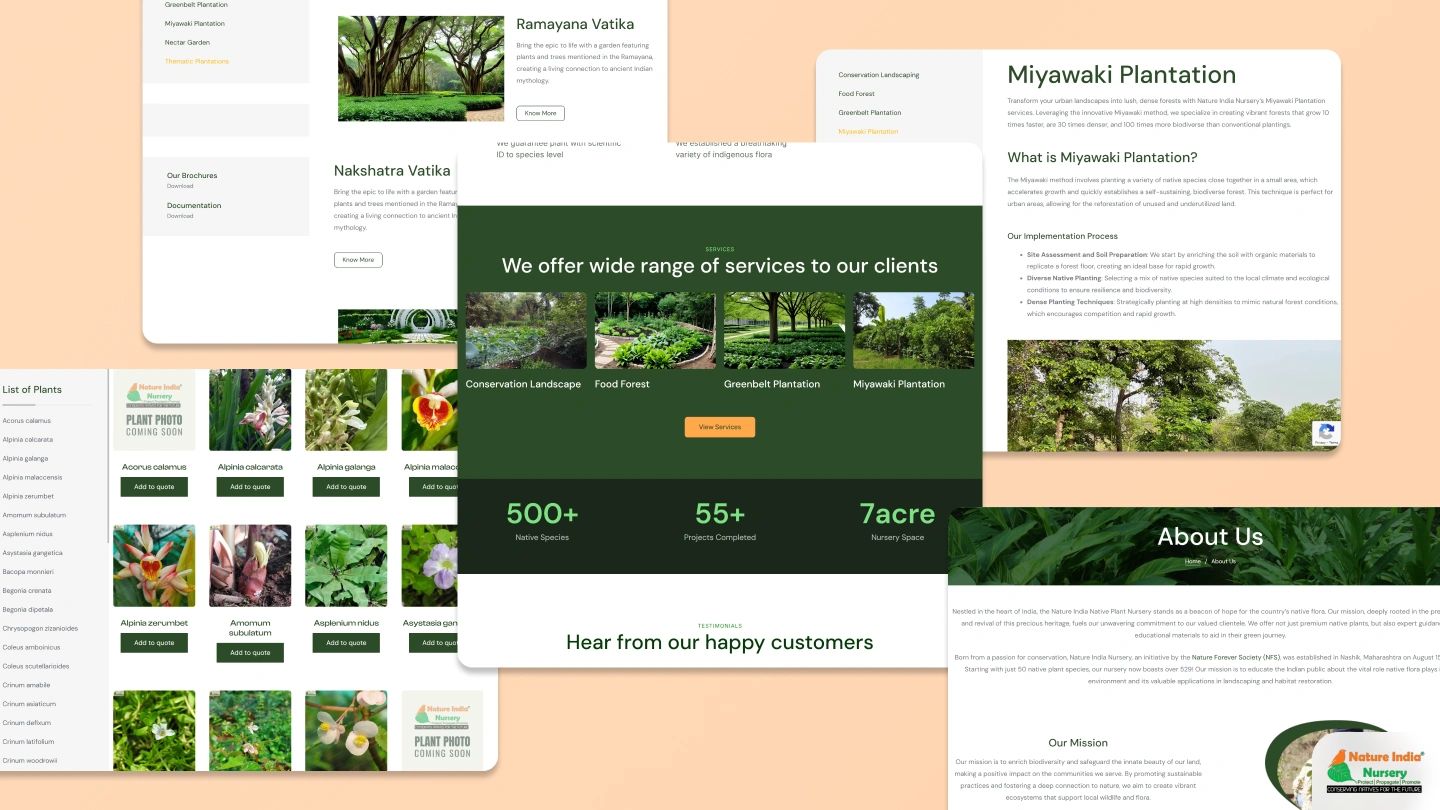 Greenbelt Plantation
Miyawaki Plantation
Nectar Garden
Thematic Plantations
Our Brochures
Download
Documentation
Download
Ramayana Vatika
Bring the epic to life with a garden featuring
plants and trees mentioned in the Ramayana,
creating a living connection to ancient Indian
mythology.
Know More
Nakshatra Vatika
Bring the epic to life with a garden
plants and trees mentioned in the
creating a living connection to ancient
mythology.
Know More
Conservation Landscaping
Food Forest
Greenbelt Plantation
Miyawaki Plantation
Miyawaki Plantation
Transform your urban landscapes into lush, dense forests with Nature India Nursery's Miyawaki Plantation
services. Leveraging the innovative Miyawaki method, we specialize in creating vibrant forests that grow 10
times faster, are 30 times denser, and 100 times more biodiverse than conventional plantings.
What is Miyawaki Plantation?
The Miyawaki method involves planting a variety of native species close together in a small area, which
accelerates growth and quickly establishes a self-sustaining, biodiverse forest. This technique is perfect for
urban areas, allowing for the reforestation of unused and underutilized land.
Our Implementation Process
Site Assessment and Soil Preparation: We start by enriching the soil with organic materials to
replicate a forest floor, creating an ideal base for rapid growth.
Diverse Native Planting: Selecting a mix of native species suited to the local climate and ecological
conditions to ensure resilience and biodiversity.
Dense Planting Techniques: Strategically planting at high densities to mimic natural forest conditions,
which encourages competition and rapid growth.
Privacy - Terms
We guarantee plant with scientific
ID to species level
We established a breathtaking
variety of indigenous flora
SERVICES
We offer wide range of services to our clients
Conservation Landscape
Food Forest
Greenbelt Plantation
Miyawaki Plantation
View Services
500+
Native Species
55+
Projects Completed
7acre
Nursery Space
TESTIMONIALS
Hear from our happy customers
List of Plants
Acorus calamus
Alpinia calcarata
Alpinia galanga
Alpinia malaccensis
Alpinia zerumbet
Amomum subulatum
Asplenium nidus
Asystasia gangetica
Bacopa monnieri
Begonia crenata
Begonia dipetala
Chrysopogon zizanioides
Coleus amboinicus
Coleus scutellarioides
Crinum amabile
Crinum asiaticum
Crinum defixum
Crinum latifolium
Crinum woodrowii
Nature India
Nursery
PLANT PHOTO
COMING SOON
Acorus calamus
Add to quote
Alpinia calcarata
Add to quote
Alpinia galanga
Add to quote
Alpinia
Add to
Alpinia zerumbet
Add to quote
Amomum
subulatum
Add to quote
Asplenium nidus
Add to quote
Asystasia
Add to
Nature India
Nursery
PLANT PHOTO
COMING SOON
About Us
Home / About Us
Nestled in the heart of India, the Nature India Native Plant Nursery stands as a beacon of hope for the country's native flora. Our mission, deeply rooted in the
and revival of this precious heritage, fuels our unwavering commitment to our valued clientele. We offer not just premium native plants, but also expert
educational materials to aid in their green journey.
Born from a passion for conservation, Nature India Nursery, an initiative by the Nature Forever Society (NFS), was established in Nashik, Maharashtra on August
Starting with just 50 native plant species, our nursery now boasts over 529! Our mission is to educate the Indian public about the vital role native flora plays
environment and its valuable applications in landscaping and habitat restoration.
Our Mission
Our mission is to enrich biodiversity and safeguard the innate beauty of our land,
making a positive impact on the communities we serve. By promoting sustainable
practices and fostering a deep connection to nature, we aim to create vibrant
ecosystems that support local wildlife and flora.
Nature India®
Nursery
Protect | Propagate | Promote
CONSERVING NATIVES FOR THE FUTURE